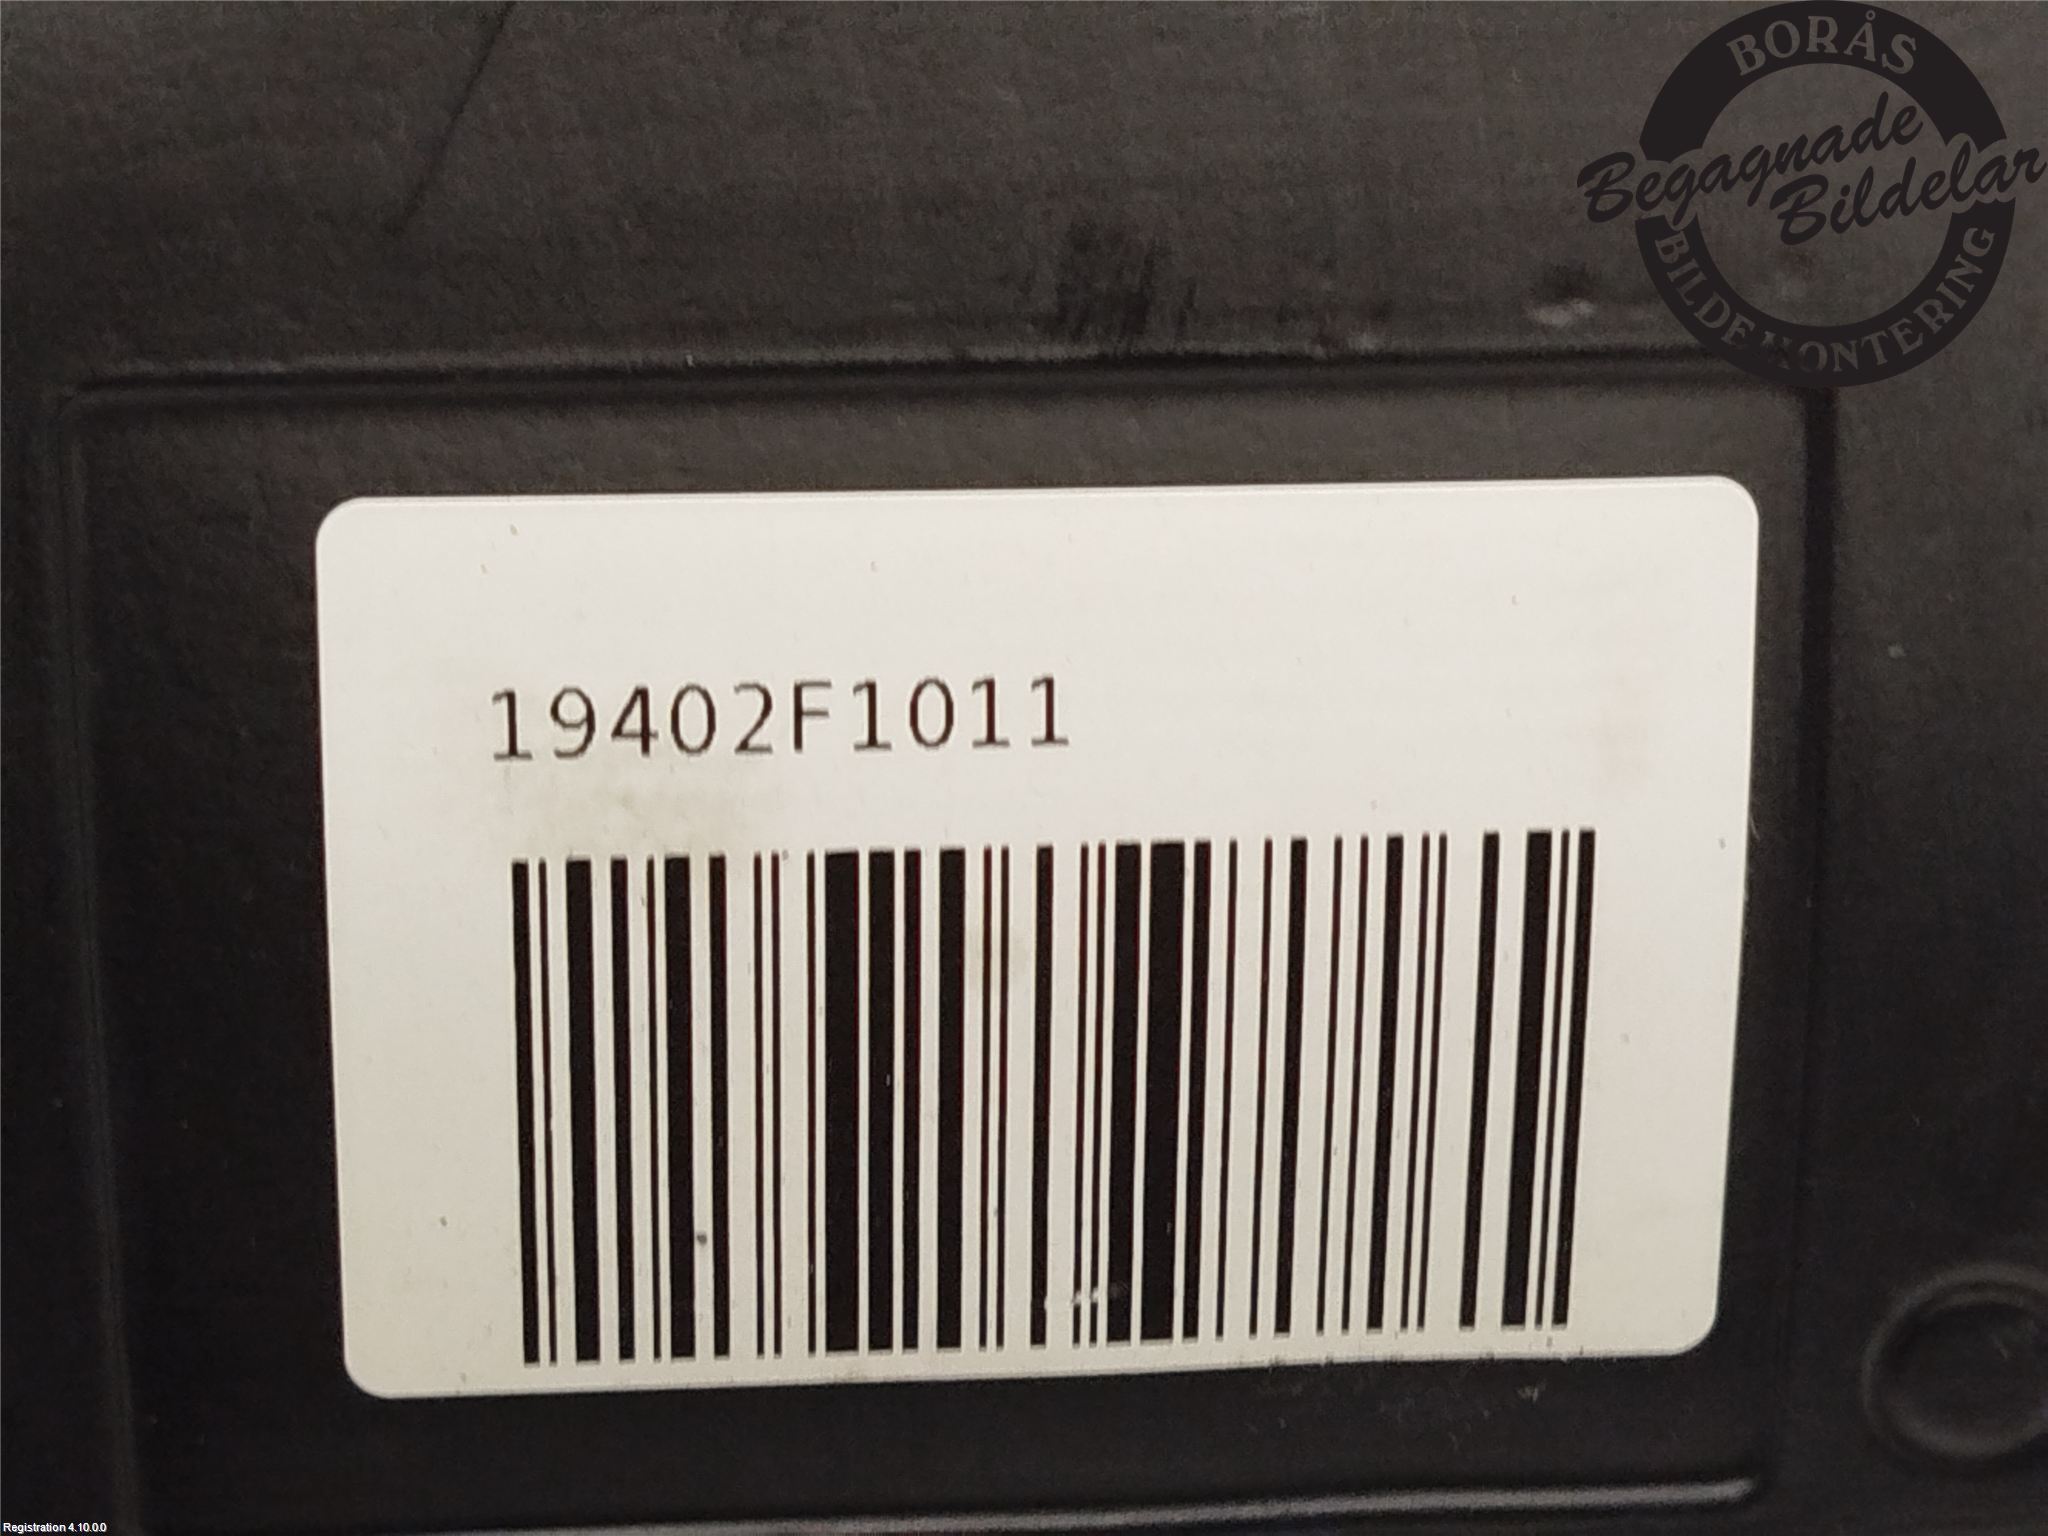 BORÅS
Begagnade
Bildelar
BILDEMONTERING
19402F1011
Registration 4.10.0.0